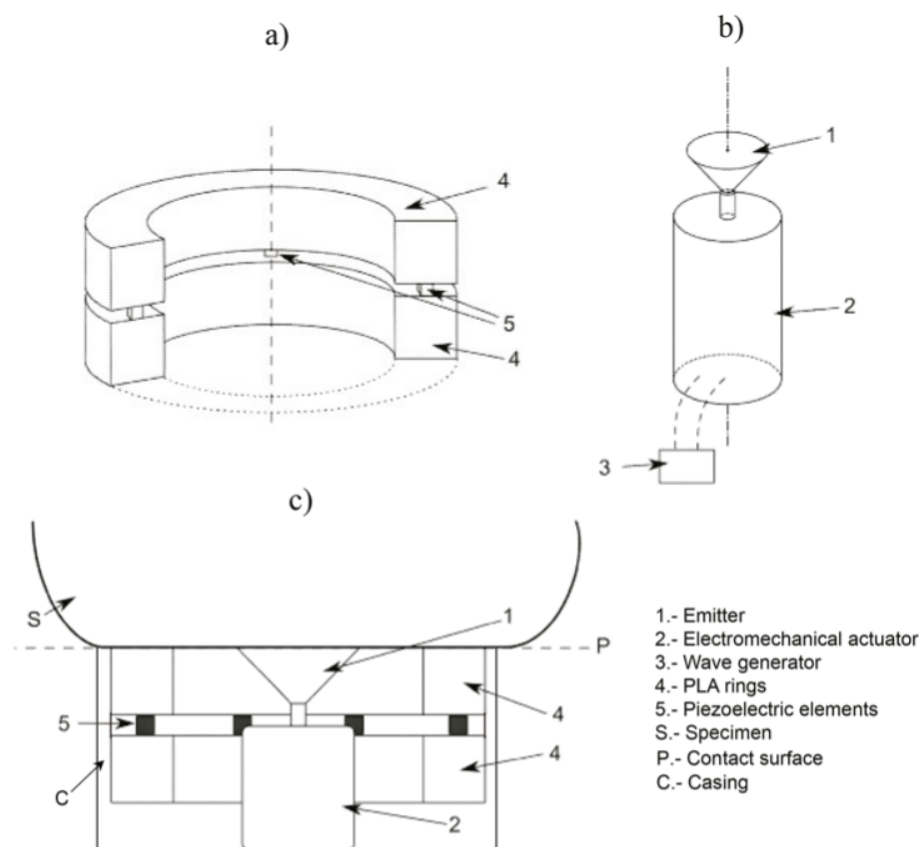 a)
4
5
4
b)
1
2
3
c)
S
1
P
5
4
4
C
2
1.- Emitter
2.- Electromechanical actuator
3.- Wave generator
4.- PLA rings
5.- Piezoelectric elements
S.- Specimen
P.- Contact surface
C.- Casing